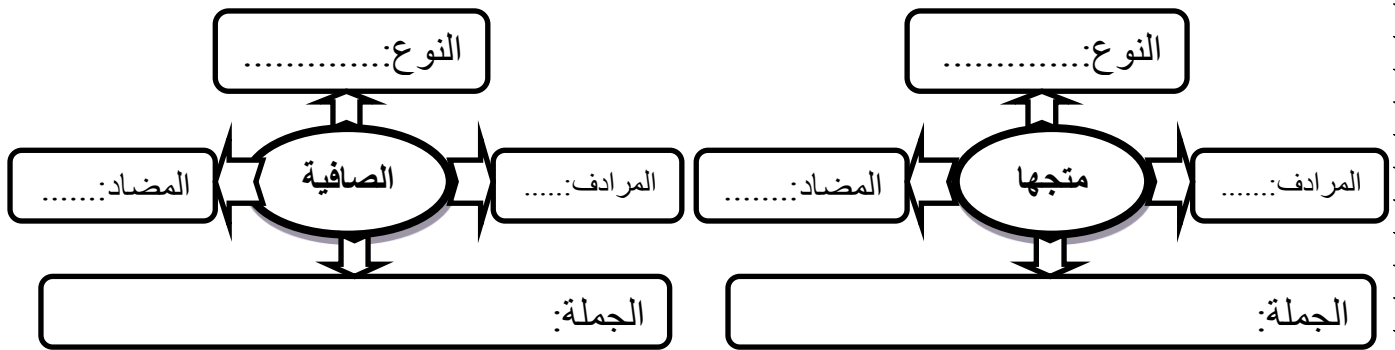 النوع:..............
المرادف:......
متجها
المضاد:.......
الجملة:
النوع:..............
المرادف:.....
الصافية
المضاد:.......
الجملة: